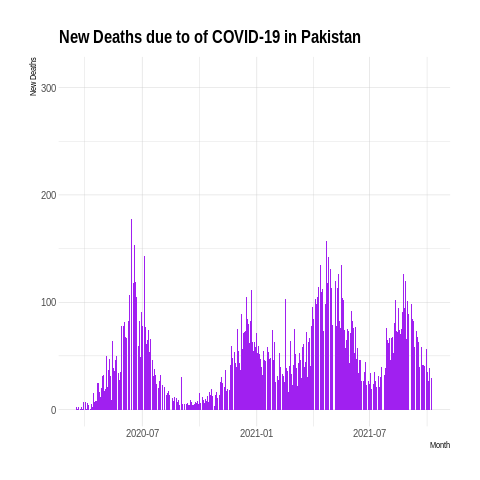 New Deaths due to of COVID-19 in Pakistan
New Deaths
300
200
100
0
2020-07
2021-01
2021-07
Month